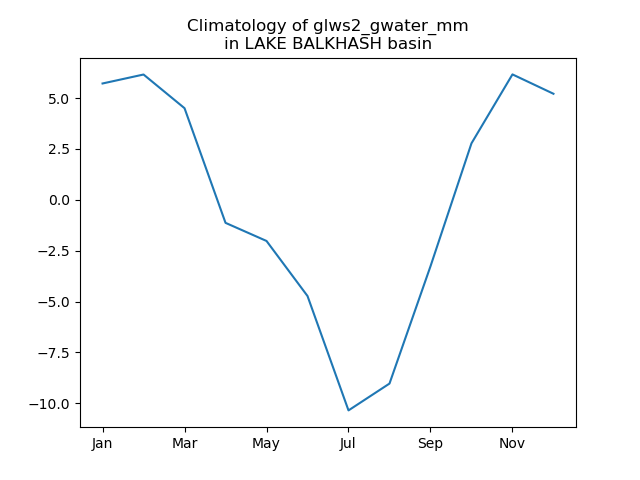 Climatology of glws2_gwater_mm
in LAKE BALKHASH basin
5.0
2.5
0.0
−2.5
−5.0
−7.5
−10.0
Jan Mar May Jul Sep Nov